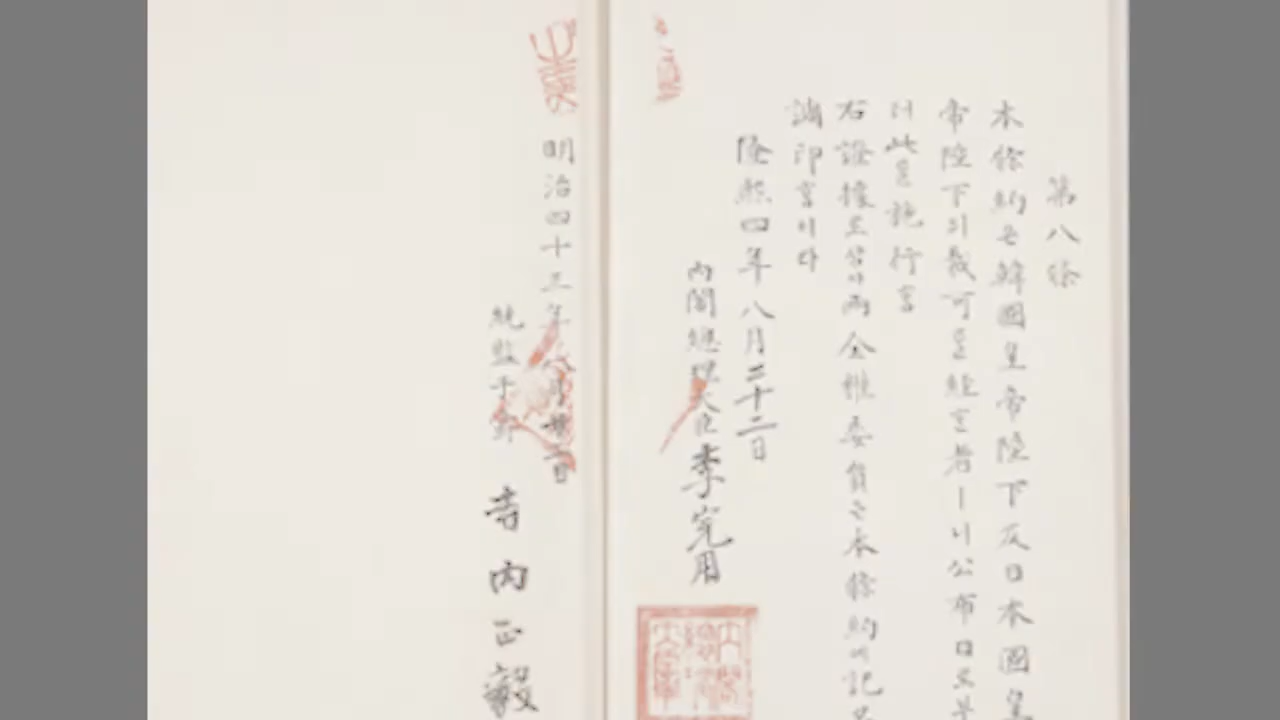 第八條
本條約은韓國皇帝陛下及日本國皇
帝陛下의裁可를經한者ㅣ니公布日로부
터此를施行홈
右證據로삼아兩全權委員은本條約에記名
調印홈이다
隆熙四年八月二十二日
內閣總理大臣李完用
明治四十三年八月廿二日
統監子爵 寺內正毅